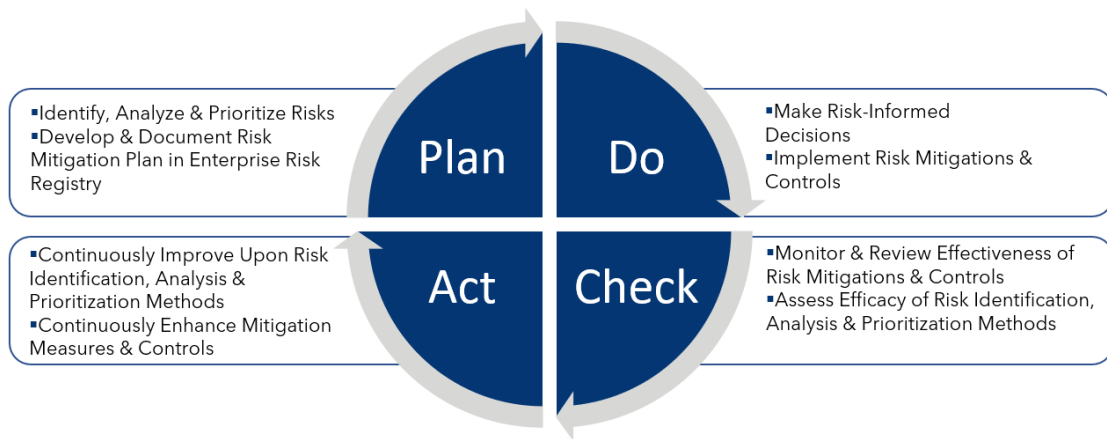 ▪Identify, Analyze & Prioritize Risks
▪Develop & Document Risk
Mitigation Plan in Enterprise Risk
Registry
Plan
Do
▪Make Risk-Informed
Decisions
▪Implement Risk Mitigations &
Controls
▪Continuously Improve Upon Risk
Identification, Analysis &
Prioritization Methods
▪Continuously Enhance Mitigation
Measures & Controls
Act
Check
▪Monitor & Review Effectiveness of
Risk Mitigations & Controls
▪Assess Efficacy of Risk Identification,
Analysis & Prioritization Methods